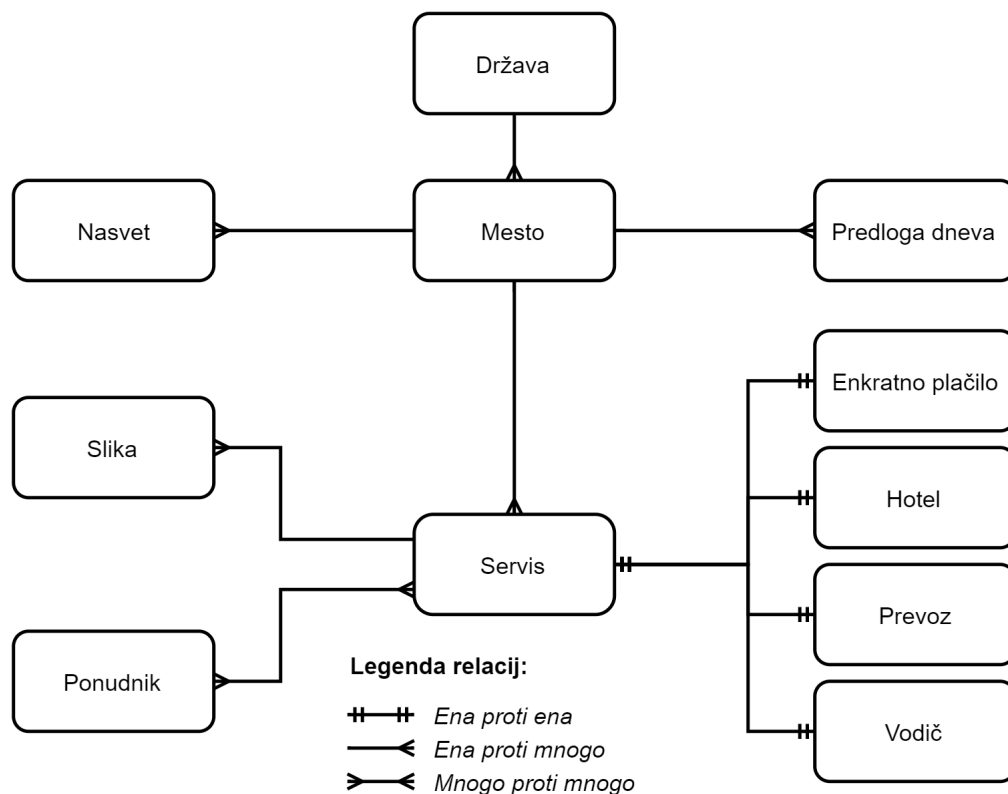 Država
Nasvet
Mesto
Predloga dneva
Enkratno plačilo
Slika
Hotel
Servis
Prevoz
Ponudnik
Vodič
Legenda relacij:
Ena proti ena
Ena proti mnogo
Mnogo proti mnogo